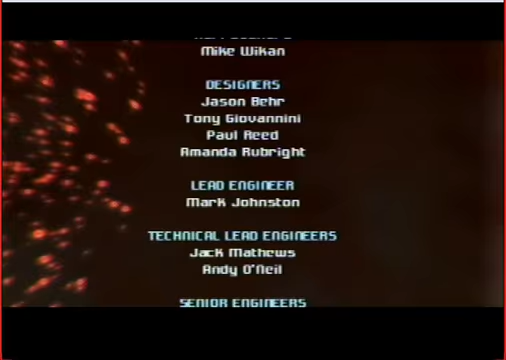 Mike Wikan
DESIGNERS
Jason Behr
Tony Giovannini
Paul Reed
Amanda Rubright
LEAD ENGINEER
Mark Johnston
TECHNICAL LEAD ENGINEERS
Jack Mathews
Andy O'Neil
SENIOR ENGINEERS